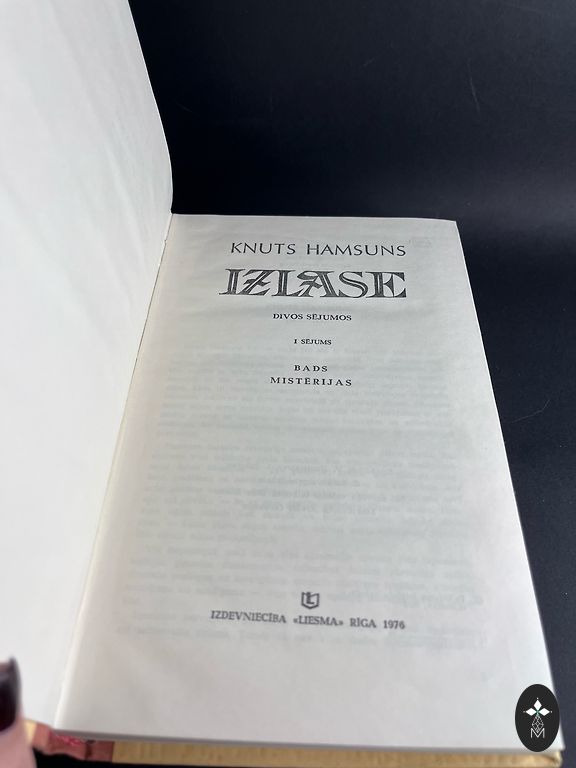 KNUTS HAMSUNS
IZLASE
DIVOS SĒJUMOS
I SĒJUMS
BADS
MISTĒRIJAS
IZDEVNIECĪBA «LIESMA» RĪGA 1976